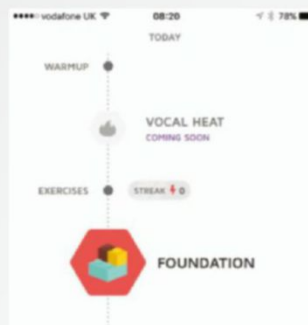 vodafone UK 08:20 78%
TODAY
WARMUP
VOCAL HEAT
COMING SOON
EXERCISES STREAK 0
FOUNDATION